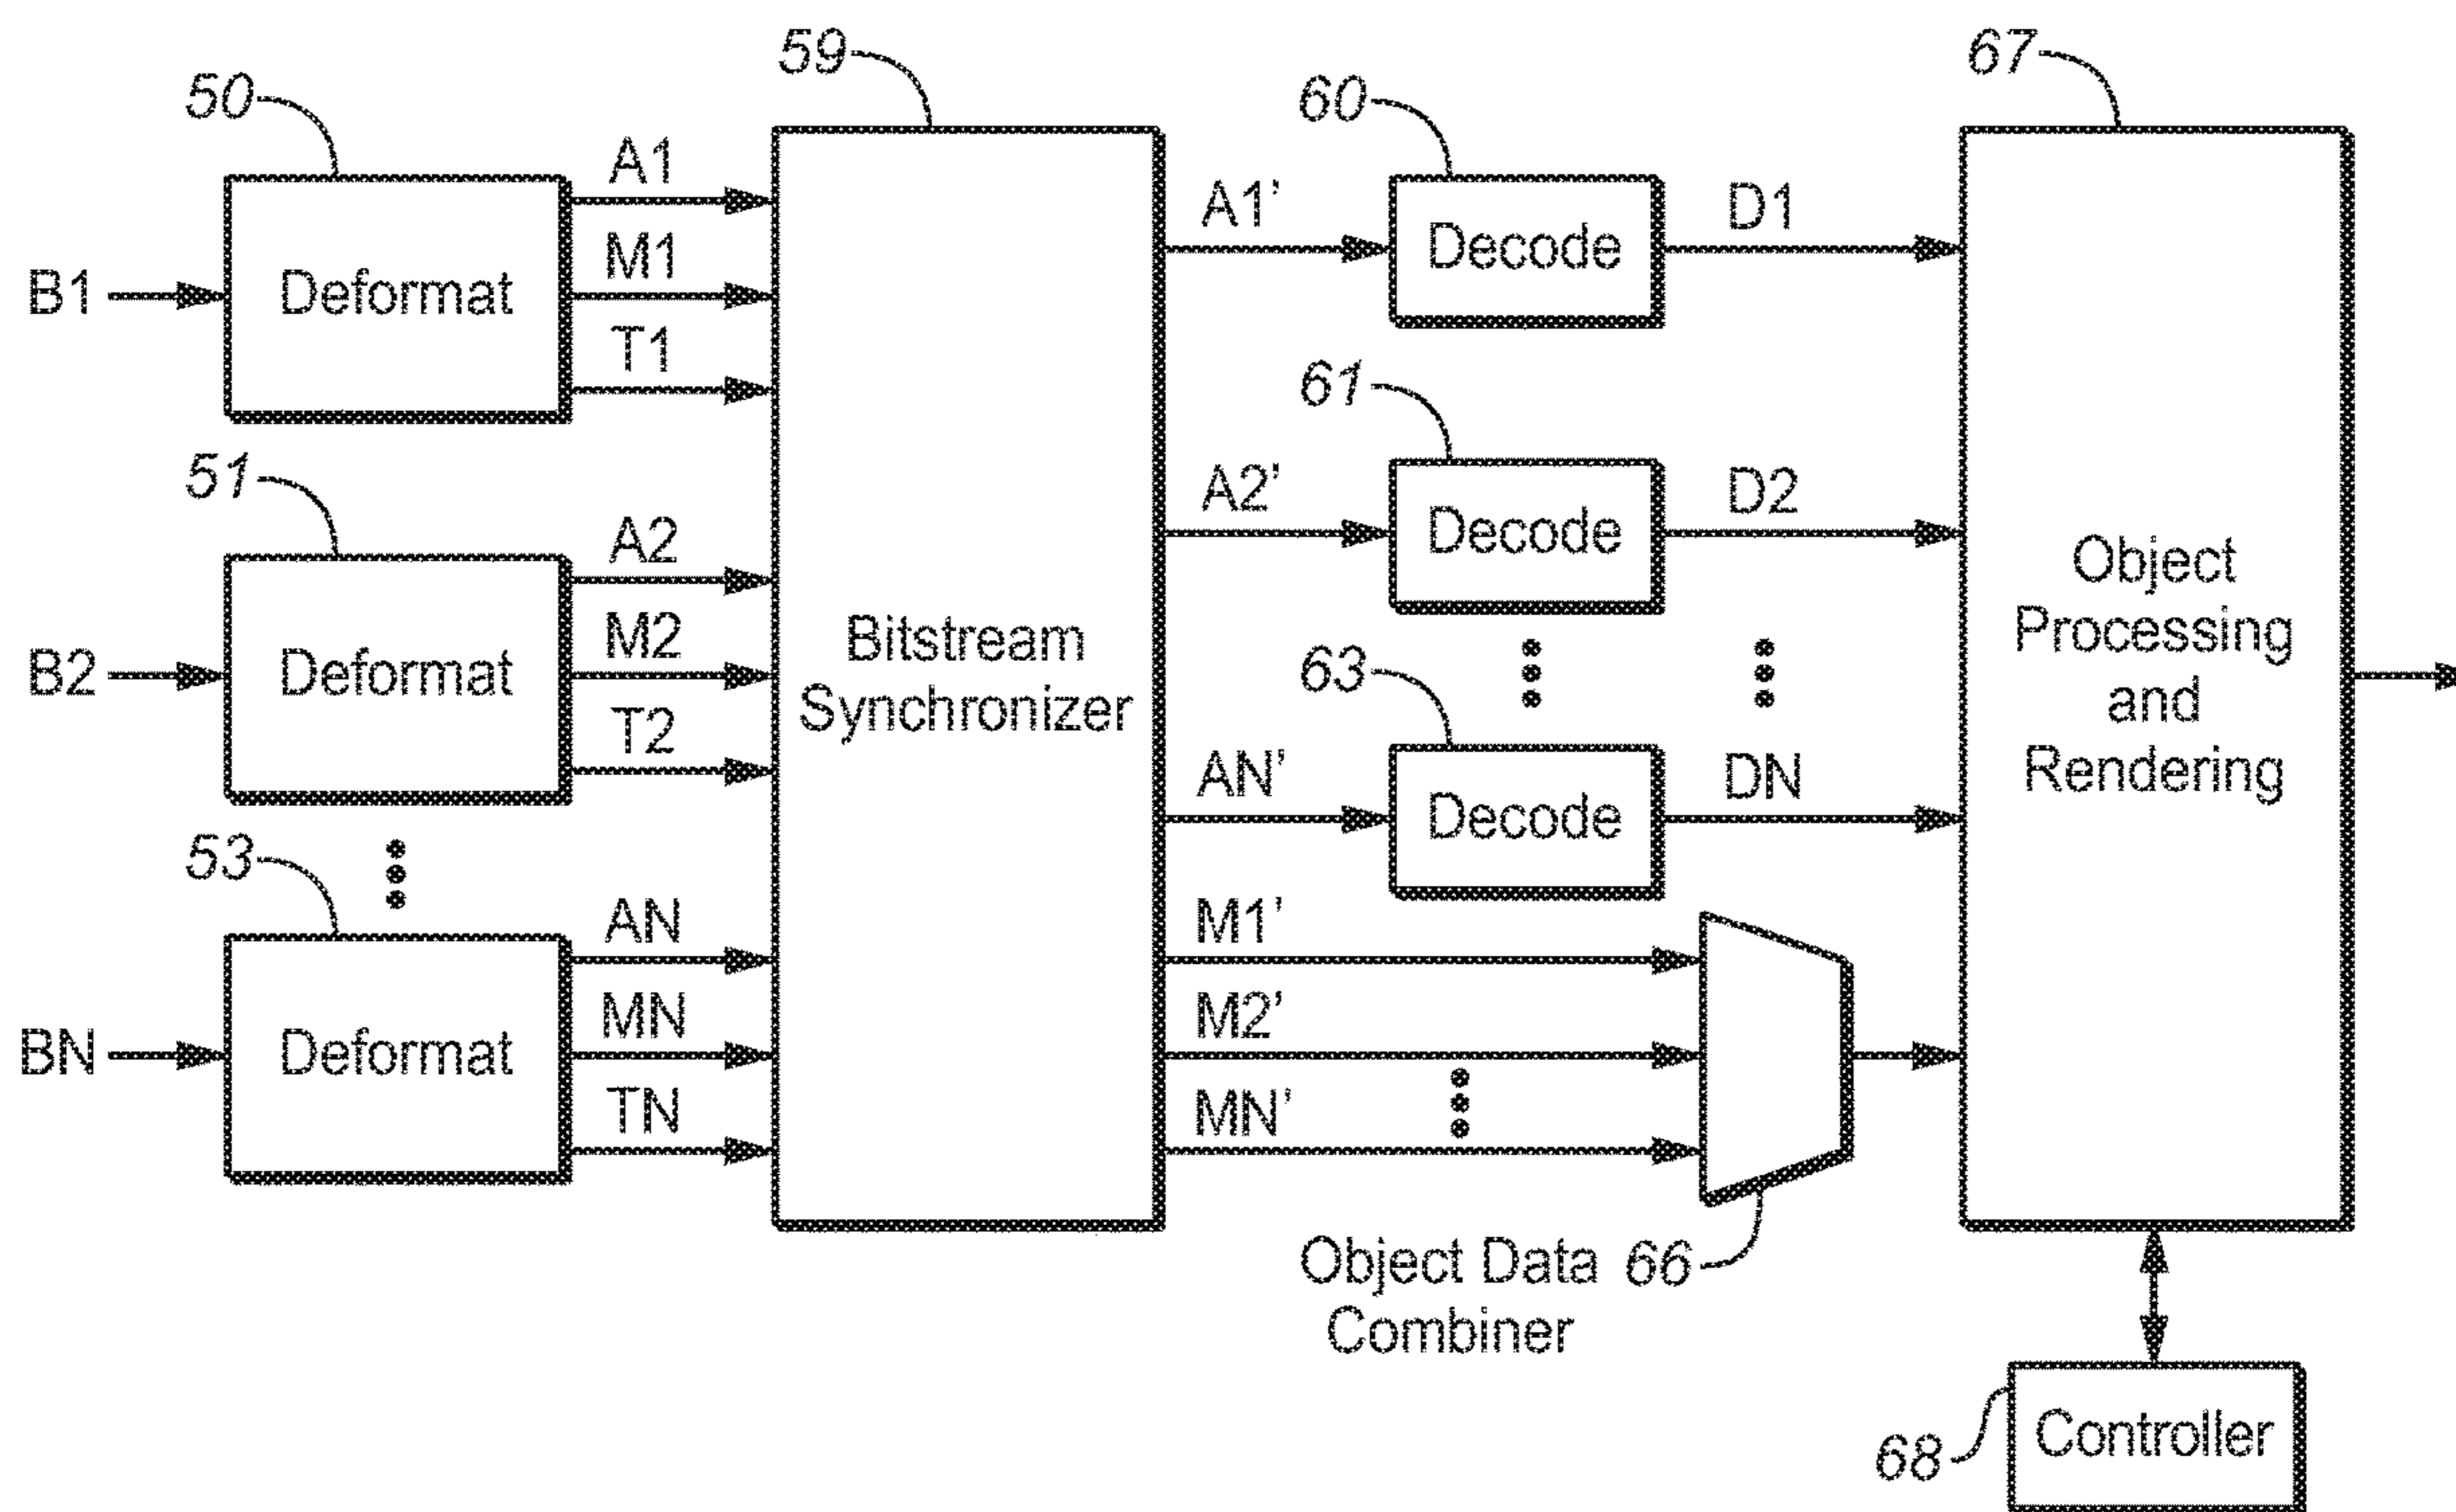 59
67
50
60
A1
A1'
D1
M1
Decode
B1
Deformat
T1
61
51
A2'
D2
A2
Decode
Object
M2
Bitstream
Processing
B2
Deformat
63
and
Synchronizer
T2
AN'
DN
Rendering
Decode
53
AN
M1'
MN
M2'
BN
Deformat
TN
MN'
Object Data 66
Combiner
Controller
68